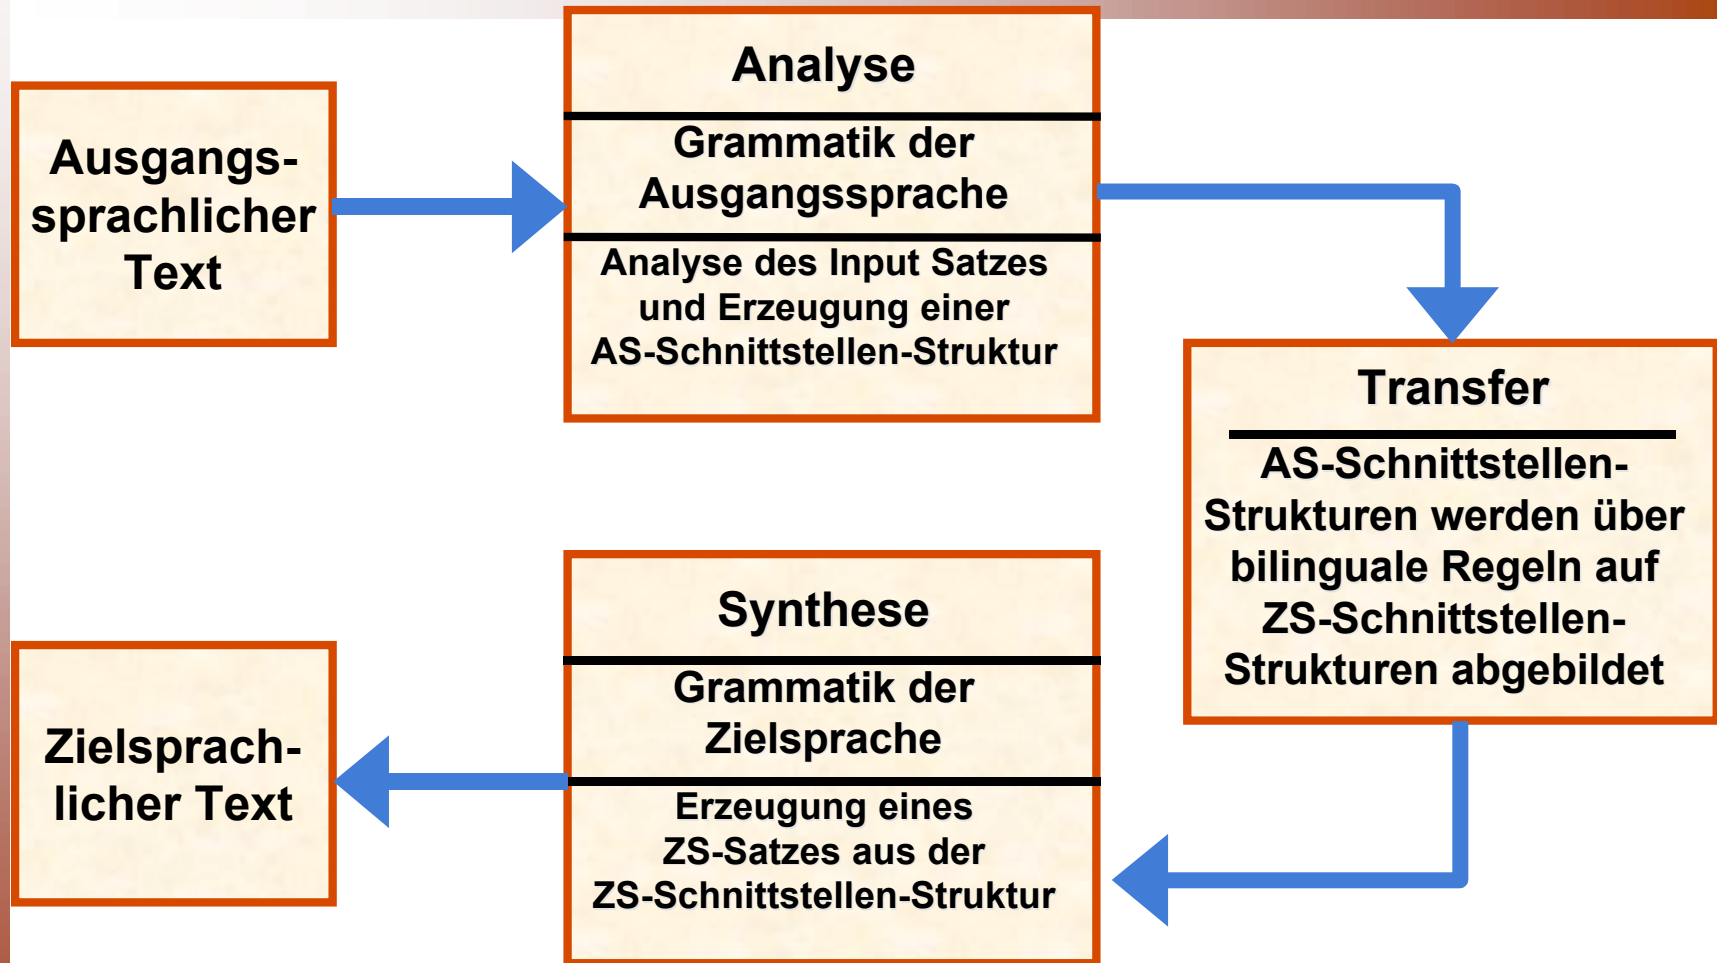 Ausgangs-
sprachlicher
Text
Analyse
Grammatik der
Ausgangssprache
Analyse des Input Satzes
und Erzeugung einer
AS-Schnittstellen-Struktur
Transfer
AS-Schnittstellen-
Strukturen werden über
bilinguale Regeln auf
ZS-Schnittstellen-
Strukturen abgebildet
Synthese
Grammatik der
Zielsprache
Erzeugung eines
ZS-Satzes aus der
ZS-Schnittstellen-Struktur
Zielsprach-
licher Text